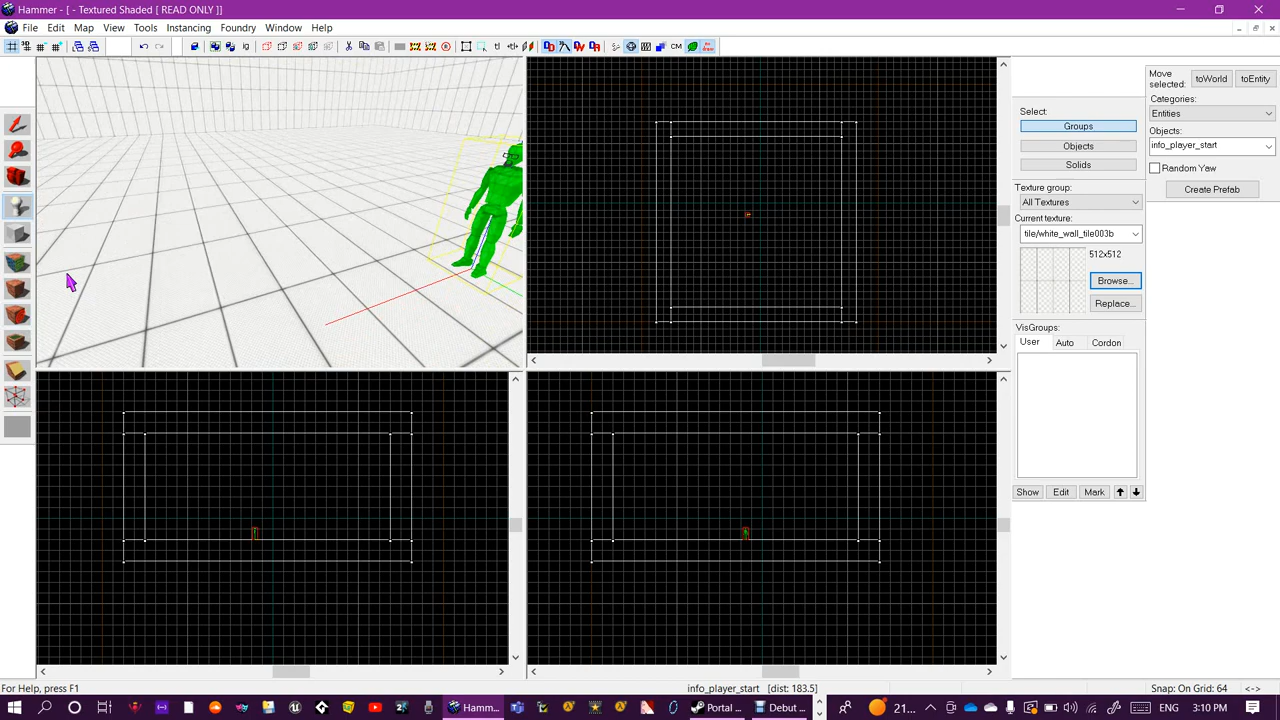 Hammer - [ - Textured Shaded [ READ ONLY ]]
File Edit Map View Tools Instancing Foundry Window Help
ig
CM
Move selected:
toWorld
toEntity
Categories:
Entities
Objects:
info_player_start
Random Yaw
Create Prefab
Select:
Groups
Objects
Solids
Texture group:
All Textures
Current texture:
tile/white_wall_tile003b
512x512
Browse...
Replace...
VisGroups:
User Auto Cordon
Show Edit Mark
For Help, press F1
info_player_start [dist: 183.5]
Snap: On Grid: 64
<->
Hamm...
Portal ...
Debut ...
21...
ENG
3:10 PM